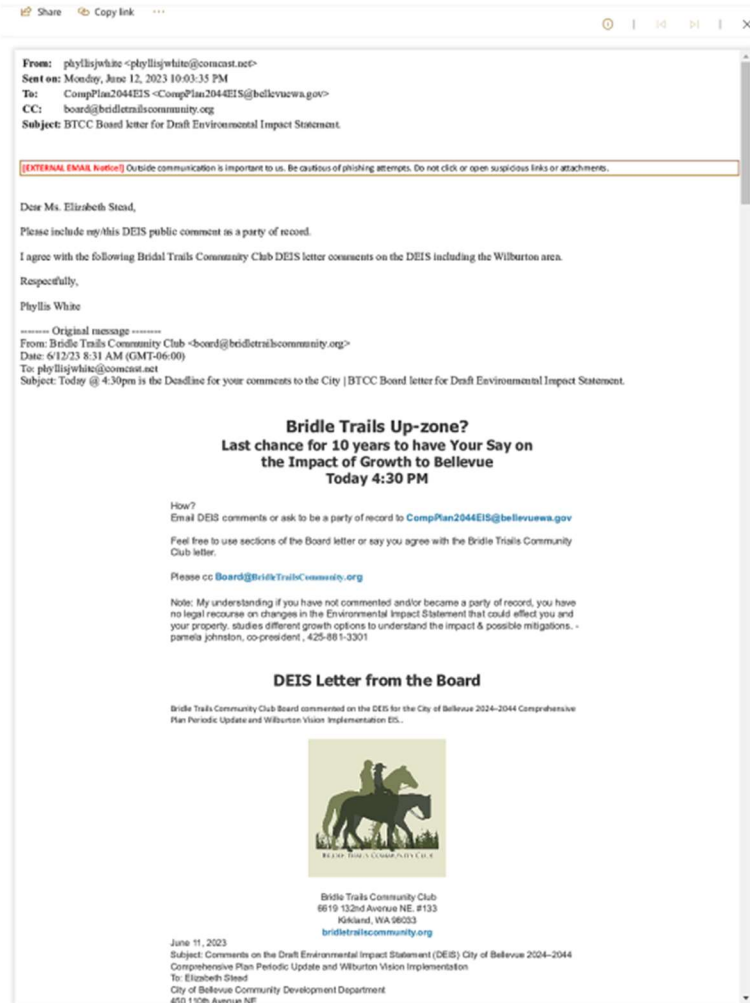 Share Copy link ...
From: phyllisjwhite <phyllisjwhite@comcast.net>
Sent on: Monday, June 12, 2023 10:03:35 PM
To: CompPlan2044EIS <CompPlan2044EIS@bellevuewa.gov>
CC: board@bridletrailscommunity.org
Subject: BTCC Board letter for Draft Environmental Impact Statement.
[EXTERNAL EMAIL Notice!] Outside communication is important to us. Be cautious of phishing attempts. Do not click or open suspicious links or attachments.
Dear Ms. Elizabeth Stead,
Please include my/this DEIS public comment as a party of record.
I agree with the following Bridal Trails Community Club DEIS letter comments on the DEIS including the Wilburton area.
Respectfully,
Phyllis White
-------- Original message --------
From: Bridle Trails Community Club <board@bridletrailscommunity.org>
Date: 6/12/23 8:31 AM (GMT-06:00)
To: phyllisjwhite@comcast.net
Subject: Today @ 4:30pm is the Deadline for your comments to the City | BTCC Board letter for Draft Environmental Impact Statement.
Bridle Trails Up-zone?
Last chance for 10 years to have Your Say on
the Impact of Growth to Bellevue
Today 4:30 PM
How?
Email DEIS comments or ask to be a party of record to CompPlan2044EIS@bellevuewa.gov
Feel free to use sections of the Board letter or say you agree with the Bridle Trials Community
Club letter.
Please cc Board@BridleTrailsCommunity.org
Note: My understanding if you have not commented and/or became a party of record, you have
no legal recourse on changes in the Environmental Impact Statement that could effect you and
your property. studies different growth options to understand the impact & possible mitigations. -
pamela johnston, co-president , 425-881-3301
DEIS Letter from the Board
Bridle Trails Community Club Board commented on the DEIS for the City of Bellevue 2024–2044 Comprehensive
Plan Periodic Update and Wilburton Vision Implementation EIS..
BRIDLE TRAILS COMMUNITY CLUB
Bridle Trails Community Club
6619 132nd Avenue NE. #133
Kirkland, WA 98033
bridletrailscommunity.org
June 11, 2023
Subject: Comments on the Draft Environmental Impact Statement (DEIS) City of Bellevue 2024–2044
Comprehensive Plan Periodic Update and Wilburton Vision Implementation
To: Elizabeth Stead
City of Bellevue Community Development Department
450 110th Avenue NE